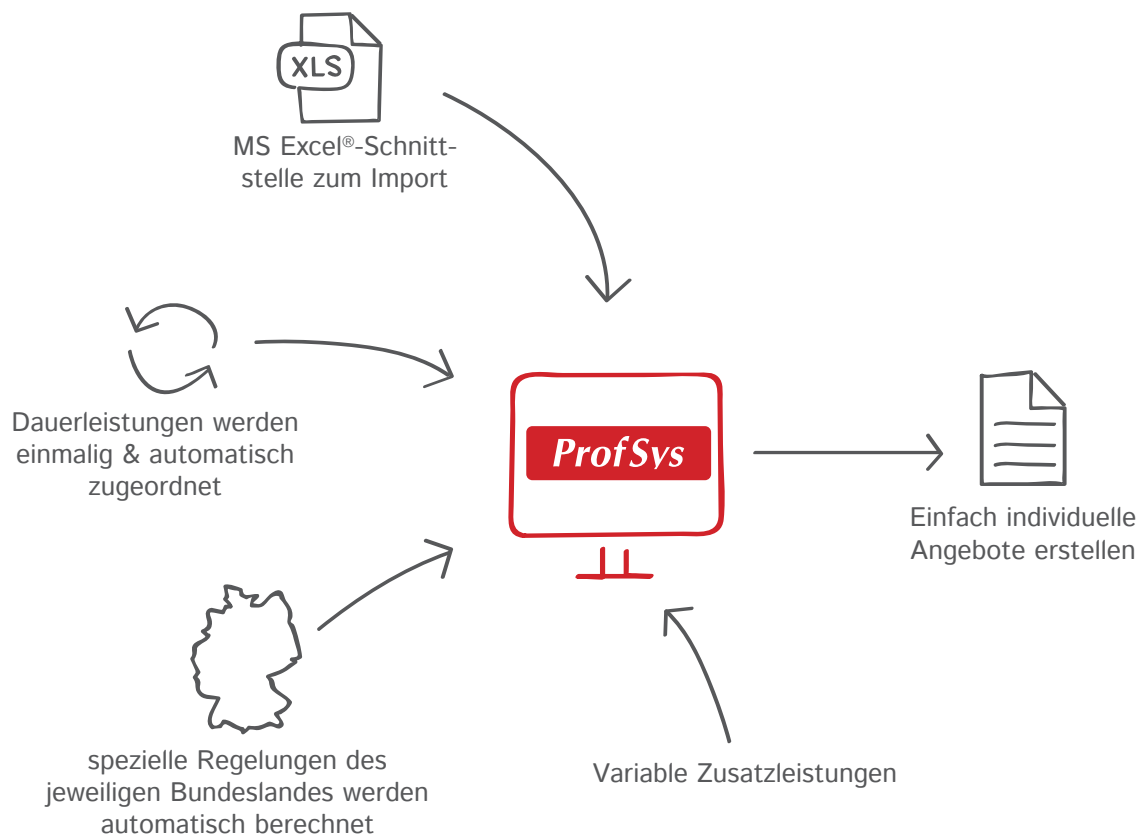 XLS
MS Excel®-Schnitt-
stelle zum Import
Dauerleistungen werden
einmalig & automatisch
zugeordnet
ProfSys
Einfach individuelle
Angebote erstellen
spezielle Regelungen des
jeweiligen Bundeslandes werden
automatisch berechnet
Variable Zusatzleistungen